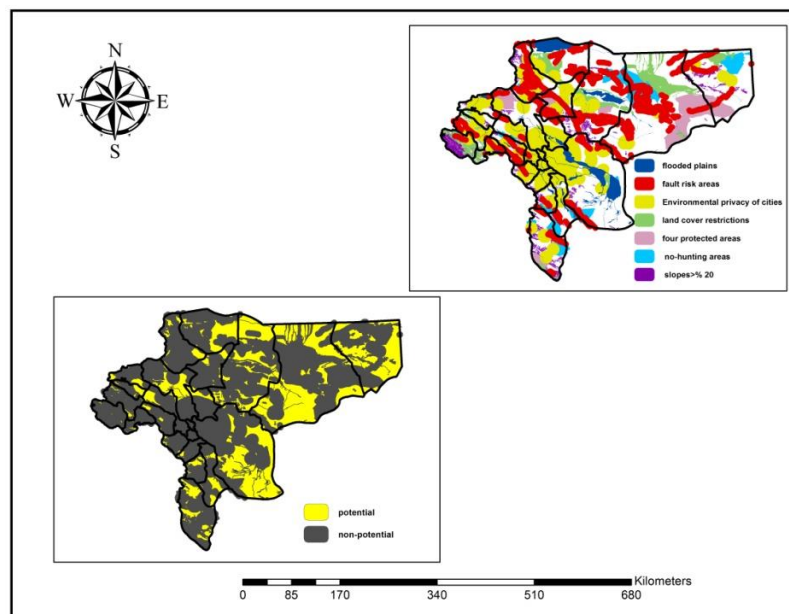 N
W E
S
flooded plains
fault risk areas
Environmental privacy of cities
land cover restrictions
four protected areas
no-hunting areas
slopes>% 20
potential
non-potential
Kilometers
0 85 170 340 510 680